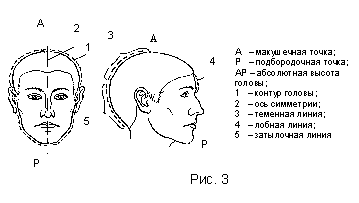 A
2
1
3
A
4
5
P
P
A – макушечная точка;
P – подбородочная точка;
AP – абсолютная высота
головы;
1 – контур головы;
2 – ось симметрии;
3 – теменная линия;
4 – лобная линия;
5 – затылочная линия
Рис. 3